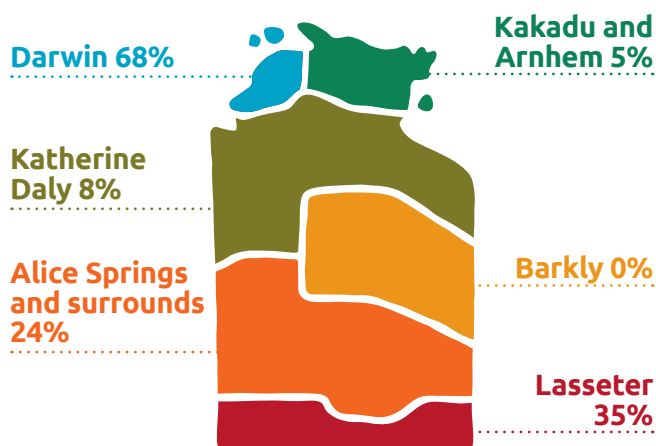 Darwin 68%
Kakadu and
Arnhem 5%
Katherine
Daly 8%
Alice Springs
and surrounds
24%
Barkly 0%
Lasseter
35%